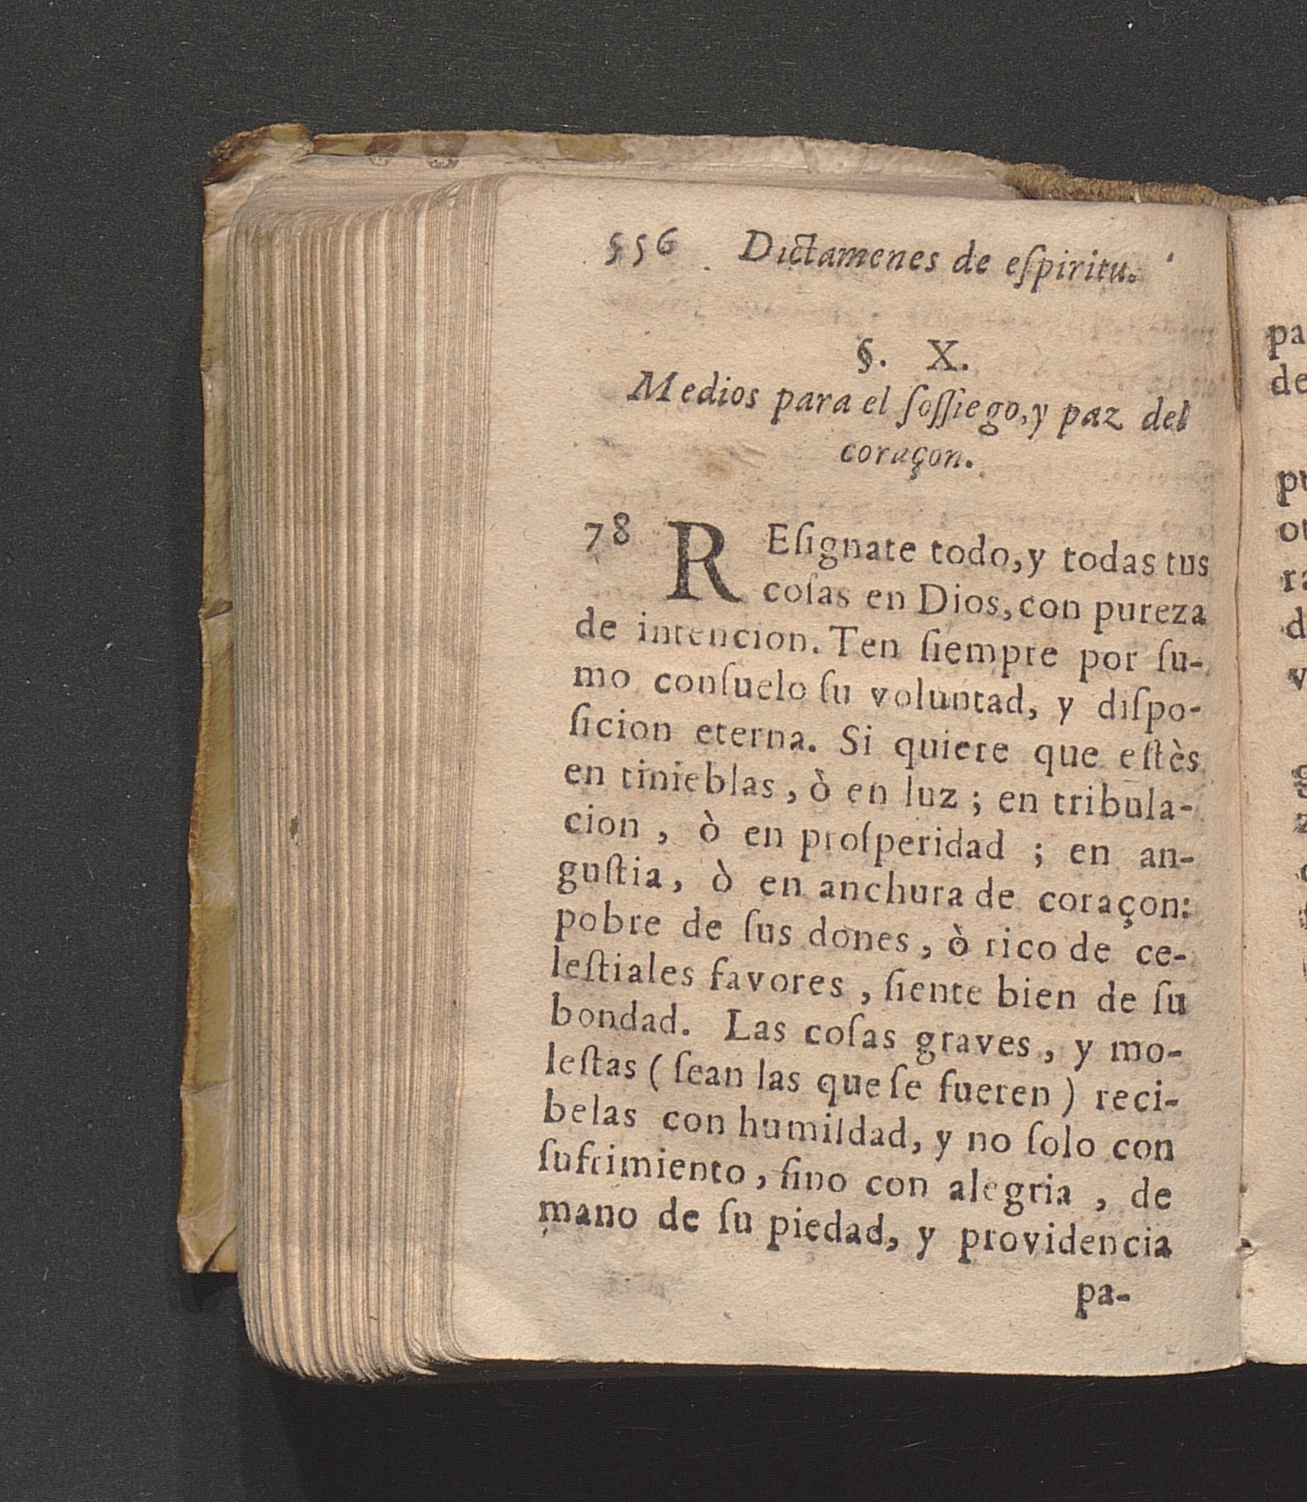 556 Dictamenes de eſpiritu.
§. X.
Medios para el ſoſſiego, y paz del
coraçon.
78 REſignate todo, y todas tus
coſas en Dios, con pureza
de intencion. Ten ſiempre por ſu-
mo conſuelo ſu voluntad, y diſpo-
ſicion eterna. Si quiere que eſtès
en tinieblas, ò en luz; en tribula-
cion, ò en proſperidad; en an-
guſtia, ò en anchura de coraçon:
pobre de ſus dones, ò rico de ce-
leſtiales favores, ſiente bien de ſu
bondad. Las coſas graves, y mo-
leſtas (ſean las que ſe fueren) reci-
belas con humildad, y no ſolo con
ſufrimiento, ſino con alegria, de
mano de ſu piedad, y providencia
pa-
pa
de
pu
ra
d
v